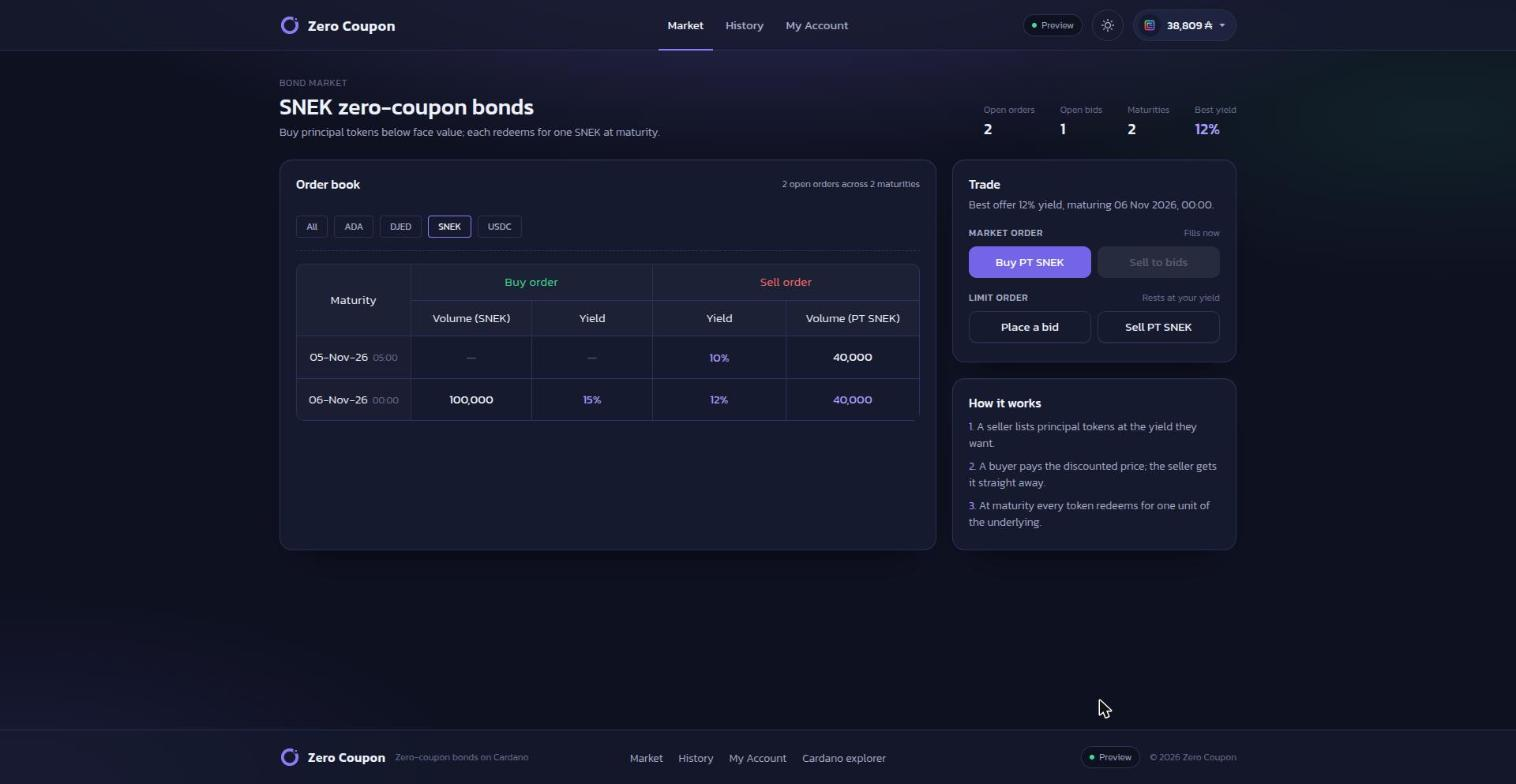 Zero Coupon
Market History My Account
Preview
38,809 ₳
BOND MARKET
SNEK zero-coupon bonds
Buy principal tokens below face value; each redeems for one SNEK at maturity.
Open orders Open bids Maturities Best yield
2 1 2 12%
Order book
2 open orders across 2 maturities
All ADA DJED SNEK USDC
Maturity
Buy order Sell order
Volume (SNEK) Yield Yield Volume (PT SNEK)
05-Nov-26 05:00 — — 10% 40,000
06-Nov-26 00:00 100,000 15% 12% 40,000
Trade
Best offer 12% yield, maturing 06 Nov 2026, 00:00.
MARKET ORDER Fills now
Buy PT SNEK Sell to bids
LIMIT ORDER Rests at your yield
Place a bid Sell PT SNEK
How it works
1. A seller lists principal tokens at the yield they
want.
2. A buyer pays the discounted price; the seller gets
it straight away.
3. At maturity every token redeems for one unit of
the underlying.
Zero Coupon Zero-coupon bonds on Cardano
Market History My Account Cardano explorer
Preview © 2026 Zero Coupon